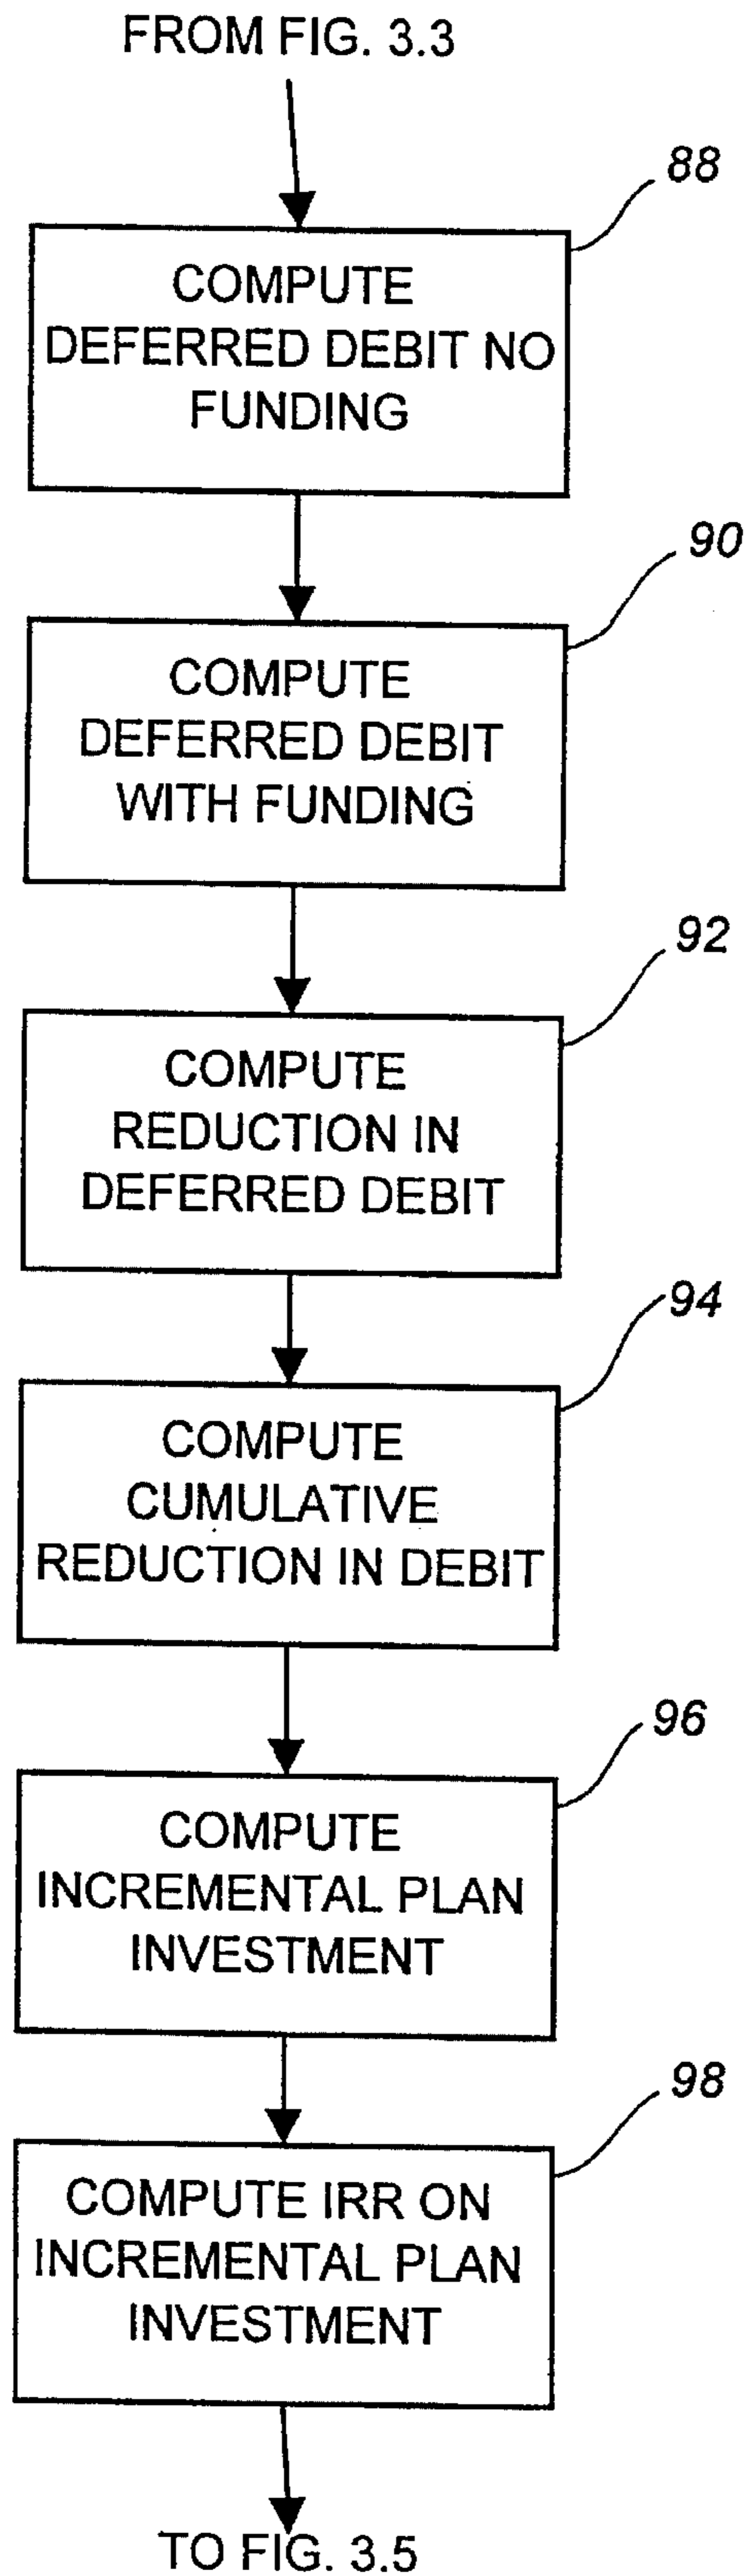 FROM FIG. 3.3
88
COMPUTE
DEFERRED DEBIT NO
FUNDING
90
COMPUTE
DEFERRED DEBIT
WITH FUNDING
92
COMPUTE
REDUCTION IN
DEFERRED DEBIT
94
COMPUTE
CUMULATIVE
REDUCTION IN DEBIT
96
COMPUTE
INCREMENTAL PLAN
INVESTMENT
98
COMPUTE IRR ON
INCREMENTAL PLAN
INVESTMENT
TO FIG. 3.5